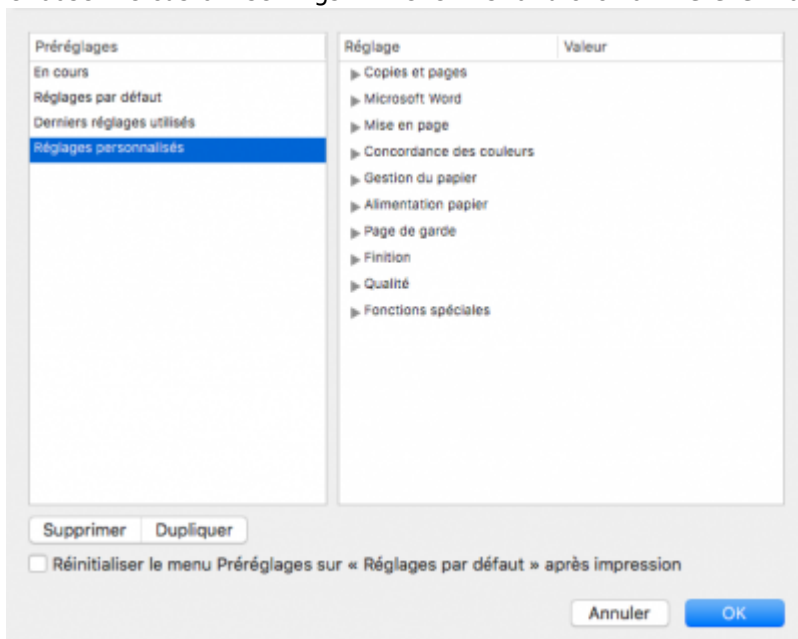 Préréglages
En cours
Réglages par défaut
Derniers réglages utilisés
Réglages personnalisés
Réglage Valeur
Copies et pages
Microsoft Word
Mise en page
Concordance des couleurs
Gestion du papier
Alimentation papier
Page de garde
Finition
Qualité
Fonctions spéciales
Supprimer Dupliquer
Réinitialiser le menu Préréglages sur « Réglages par défaut » après impression
Annuler OK